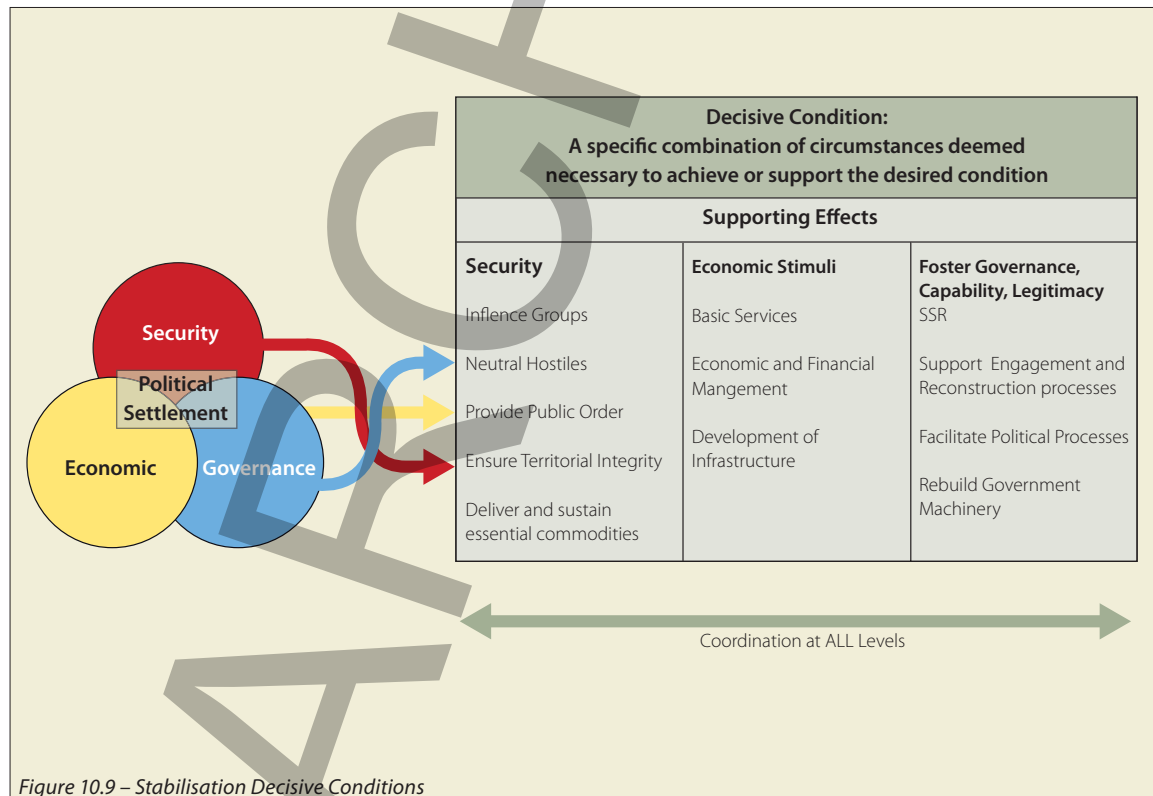 Decisive Condition:
A specific combination of circumstances deemed
necessary to achieve or support the desired condition
Supporting Effects
Security
Inflence Groups
Neutral Hostiles
Provide Public Order
Ensure Territorial Integrity
Deliver and sustain
essential commodities
Economic Stimuli
Basic Services
Economic and Financial
Mangement
Development of
Infrastructure
Foster Governance,
Capability, Legitimacy
SSR
Support Engagement and
Reconstruction processes
Facilitate Political Processes
Rebuild Government
Machinery
Security
Political
Settlement
Economic
Governance
Coordination at ALL Levels
Figure 10.9 – Stabilisation Decisive Conditions